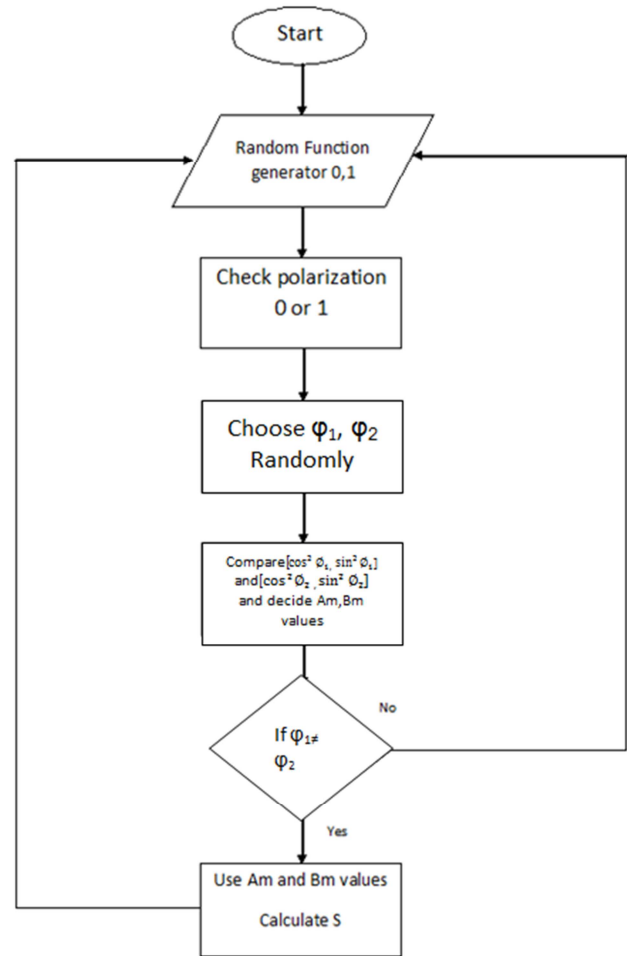 Start
Random Function
generator 0,1
Check polarization
0 or 1
Choose φ₁, φ₂
Randomly
Compare[cos² Ø₁, sin² Ø₁]
and[cos² Ø₂ , sin² Ø₂]
and decide Am,Bm
values
No
If φ₁≠
φ₂
Yes
Use Am and Bm values
Calculate S